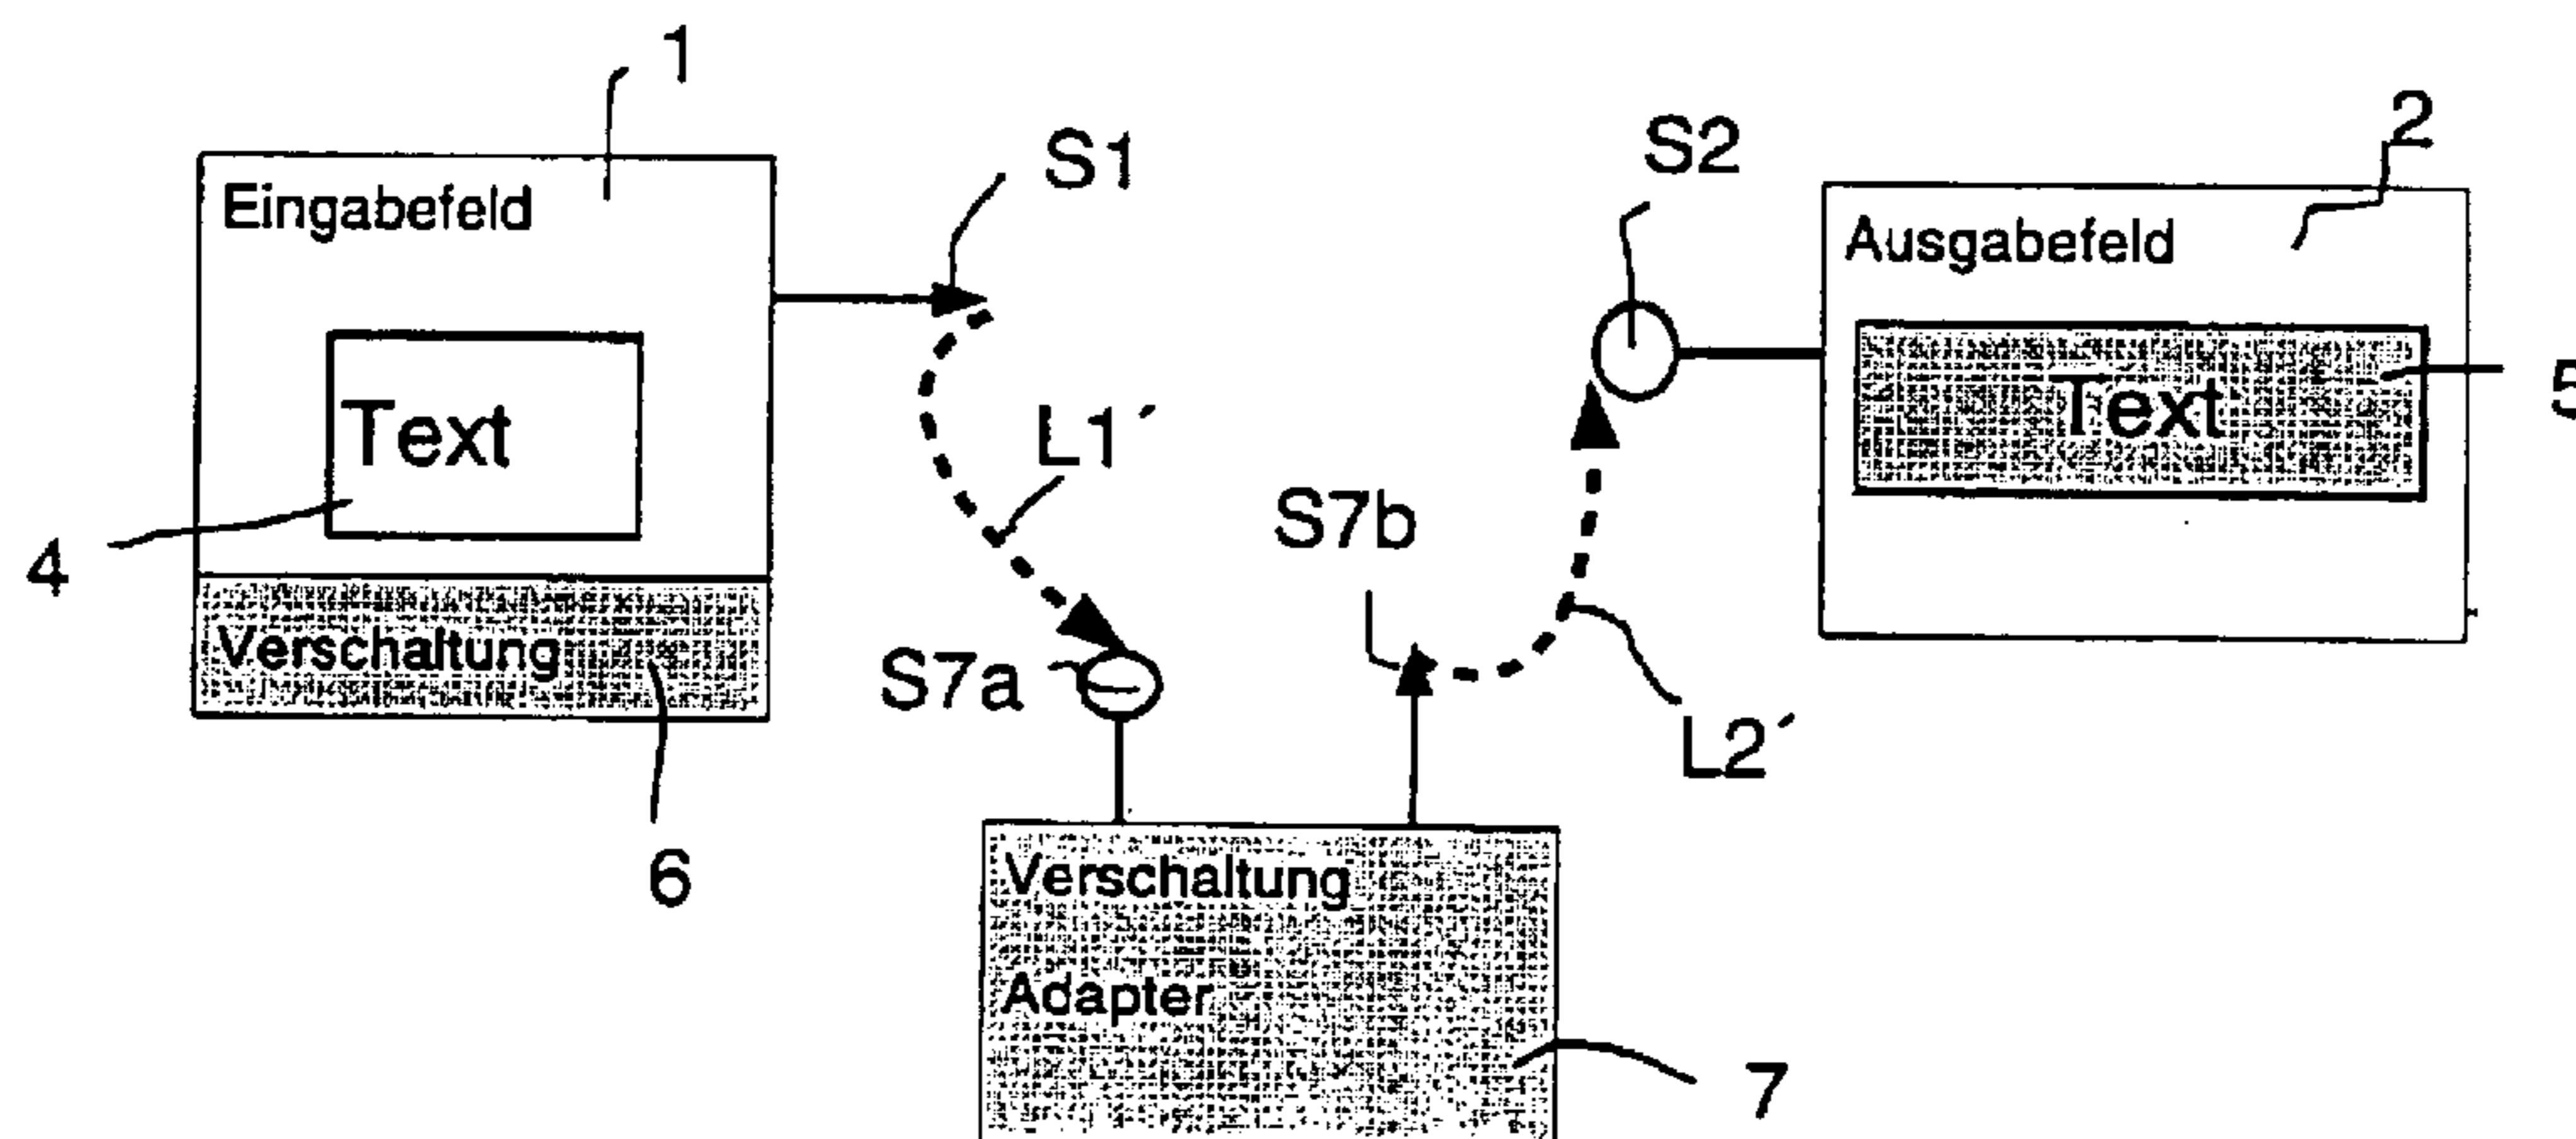 1
S1
Eingabefeld
Text
4
Verschaltung
6
L1´
S7a
S7b
S2
L2´
2
Ausgabefeld
Text
5
Verschaltung
Adapter
7